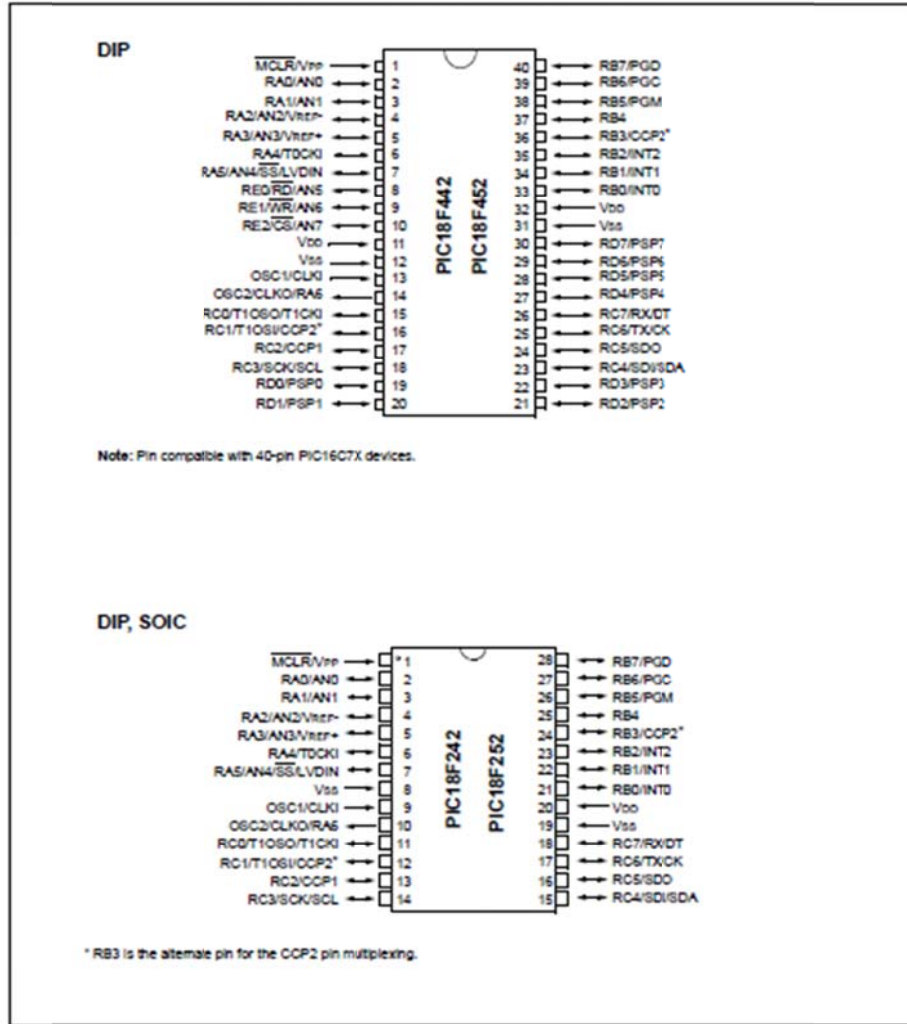 DIP
MCLR/VPP 1 40 RB7/PGD
RA0/AN0 2 39 RB6/PGC
RA1/AN1 3 38 RB5/PGM
RA2/AN2/VREF- 4 37 RB4
RA3/AN3/VREF+ 5 36 RB3/CCP2*
RA4/T0CKI 6 35 RB2/INT2
RA5/AN4/SS/LVDIN 7 34 RB1/INT1
RE0/RD/AN5 8 33 RB0/INT0
RE1/WR/AN6 9 32 VDD
RE2/CS/AN7 10 31 VSS
VDD 11 30 RD7/PSP7
VSS 12 29 RD6/PSP6
OSC1/CLKI 13 28 RD5/PSP5
OSC2/CLKO/RA6 14 27 RD4/PSP4
RC0/T1OSO/T1CKI 15 26 RC7/RX/DT
RC1/T1OSI/CCP2* 16 25 RC6/TX/CK
RC2/CCP1 17 24 RC5/SDO
RC3/SCK/SCL 18 23 RC4/SDI/SDA
RD0/PSP0 19 22 RD3/PSP3
RD1/PSP1 20 21 RD2/PSP2
PIC18F442
PIC18F452
Note: Pin compatible with 40-pin PIC16C7X devices.
DIP, SOIC
MCLR/VPP * 1 28 RB7/PGD
RA0/AN0 2 27 RB6/PGC
RA1/AN1 3 26 RB5/PGM
RA2/AN2/VREF- 4 25 RB4
RA3/AN3/VREF+ 5 24 RB3/CCP2*
RA4/T0CKI 6 23 RB2/INT2
RA5/AN4/SS/LVDIN 7 22 RB1/INT1
VSS 8 21 RB0/INT0
OSC1/CLKI 9 20 VDD
OSC2/CLKO/RA6 10 19 VSS
RC0/T1OSO/T1CKI 11 18 RC7/RX/DT
RC1/T1OSI/CCP2* 12 17 RC6/TX/CK
RC2/CCP1 13 16 RC5/SDO
RC3/SCK/SCL 14 15 RC4/SDI/SDA
PIC18F242
PIC18F252
* RB3 is the alternate pin for the CCP2 pin multiplexing.